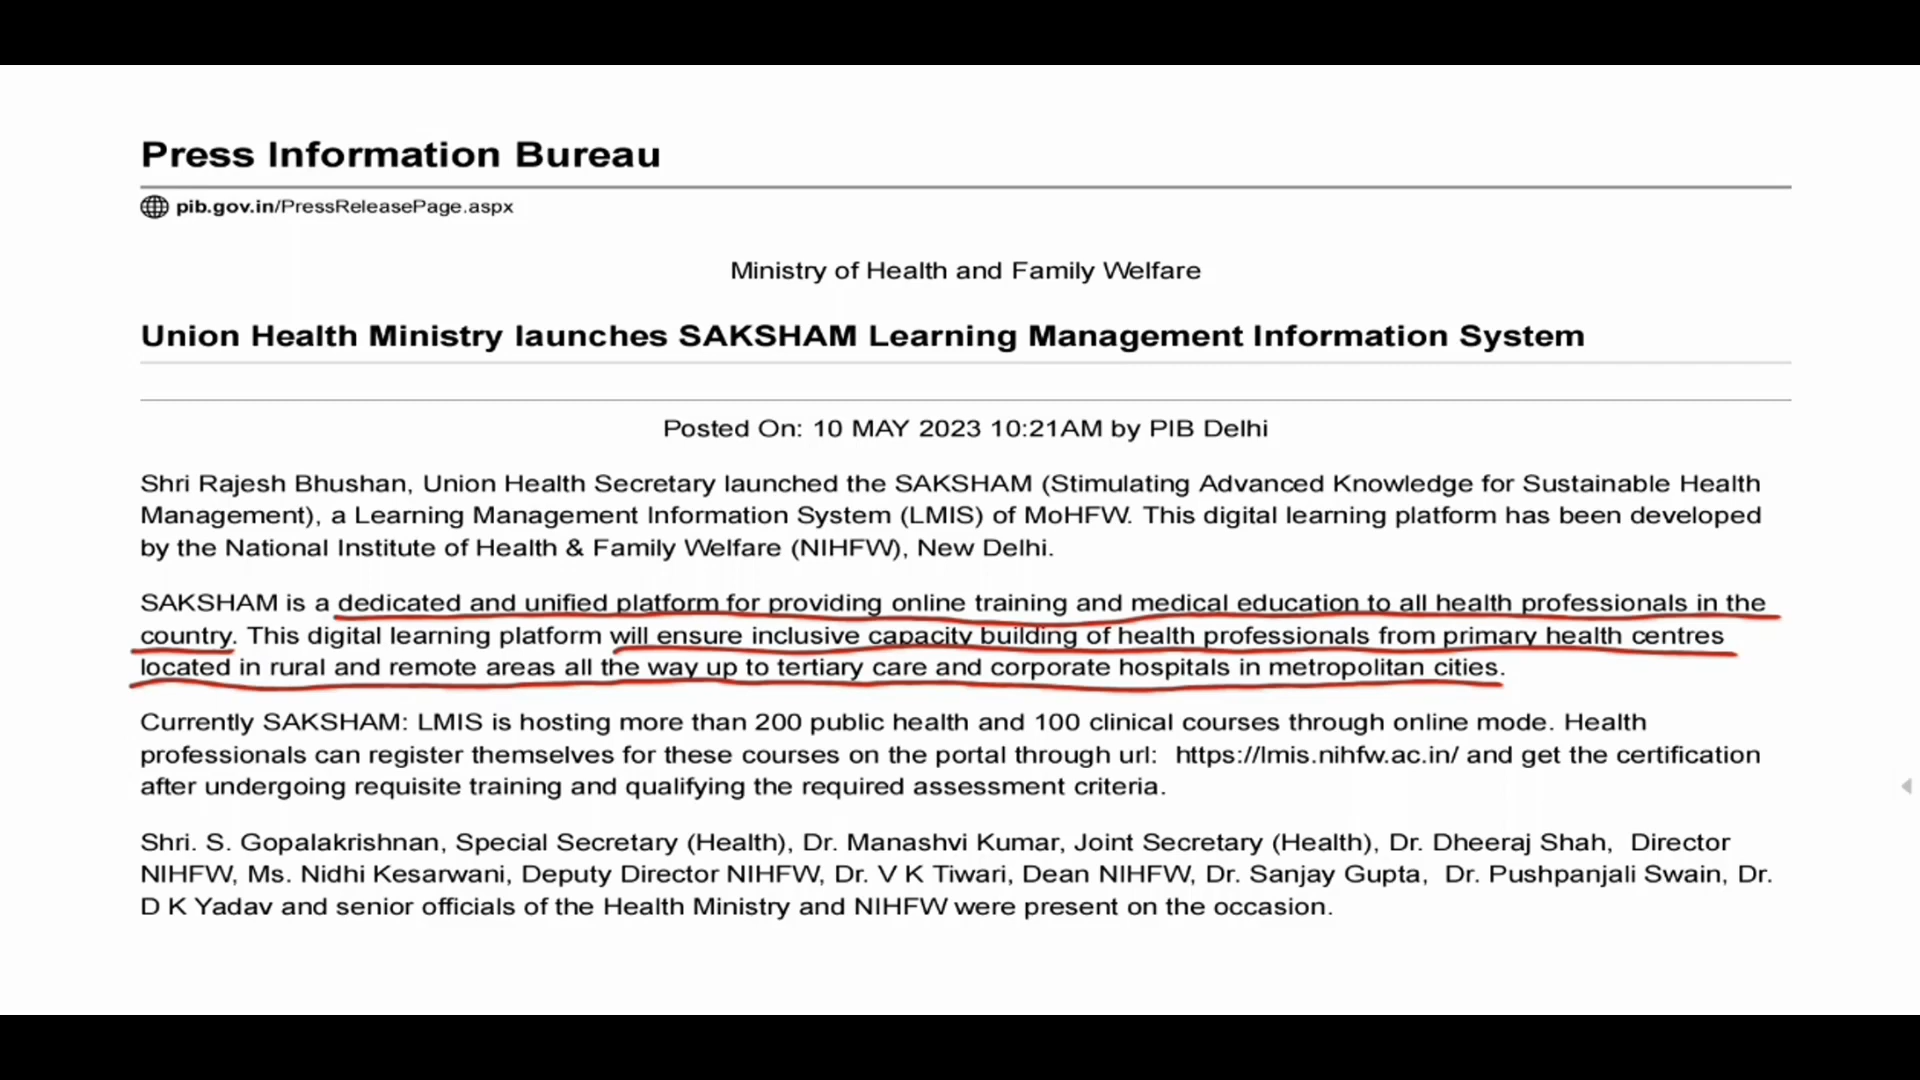 Press Information Bureau
pib.gov.in/PressReleasePage.aspx
Ministry of Health and Family Welfare
Union Health Ministry launches SAKSHAM Learning Management Information System
Posted On: 10 MAY 2023 10:21AM by PIB Delhi
Shri Rajesh Bhushan, Union Health Secretary launched the SAKSHAM (Stimulating Advanced Knowledge for Sustainable Health
Management), a Learning Management Information System (LMIS) of MoHFW. This digital learning platform has been developed
by the National Institute of Health & Family Welfare (NIHFW), New Delhi.
SAKSHAM is a dedicated and unified platform for providing online training and medical education to all health professionals in the
country. This digital learning platform will ensure inclusive capacity building of health professionals from primary health centres
located in rural and remote areas all the way up to tertiary care and corporate hospitals in metropolitan cities.
Currently SAKSHAM: LMIS is hosting more than 200 public health and 100 clinical courses through online mode. Health
professionals can register themselves for these courses on the portal through url:  https://lmis.nihfw.ac.in/ and get the certification
after undergoing requisite training and qualifying the required assessment criteria.
Shri. S. Gopalakrishnan, Special Secretary (Health), Dr. Manashvi Kumar, Joint Secretary (Health), Dr. Dheeraj Shah,  Director
NIHFW, Ms. Nidhi Kesarwani, Deputy Director NIHFW, Dr. V K Tiwari, Dean NIHFW, Dr. Sanjay Gupta,  Dr. Pushpanjali Swain, Dr.
D K Yadav and senior officials of the Health Ministry and NIHFW were present on the occasion.